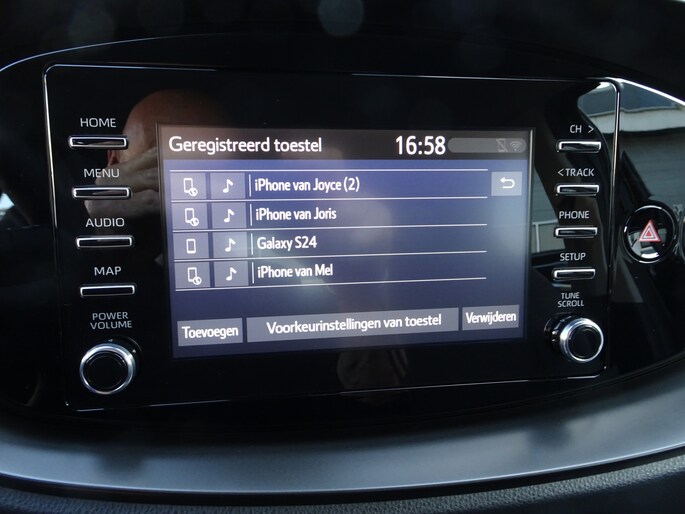 HOME
MENU
AUDIO
MAP
POWER
VOLUME
Geregistreerd toestel 16:58
iPhone van Joyce (2)
iPhone van Joris
Galaxy S24
iPhone van Mel
Toevoegen Voorkeurinstellingen van toestel Verwijderen
CH >
< TRACK
PHONE
SETUP
TUNE
SCROLL